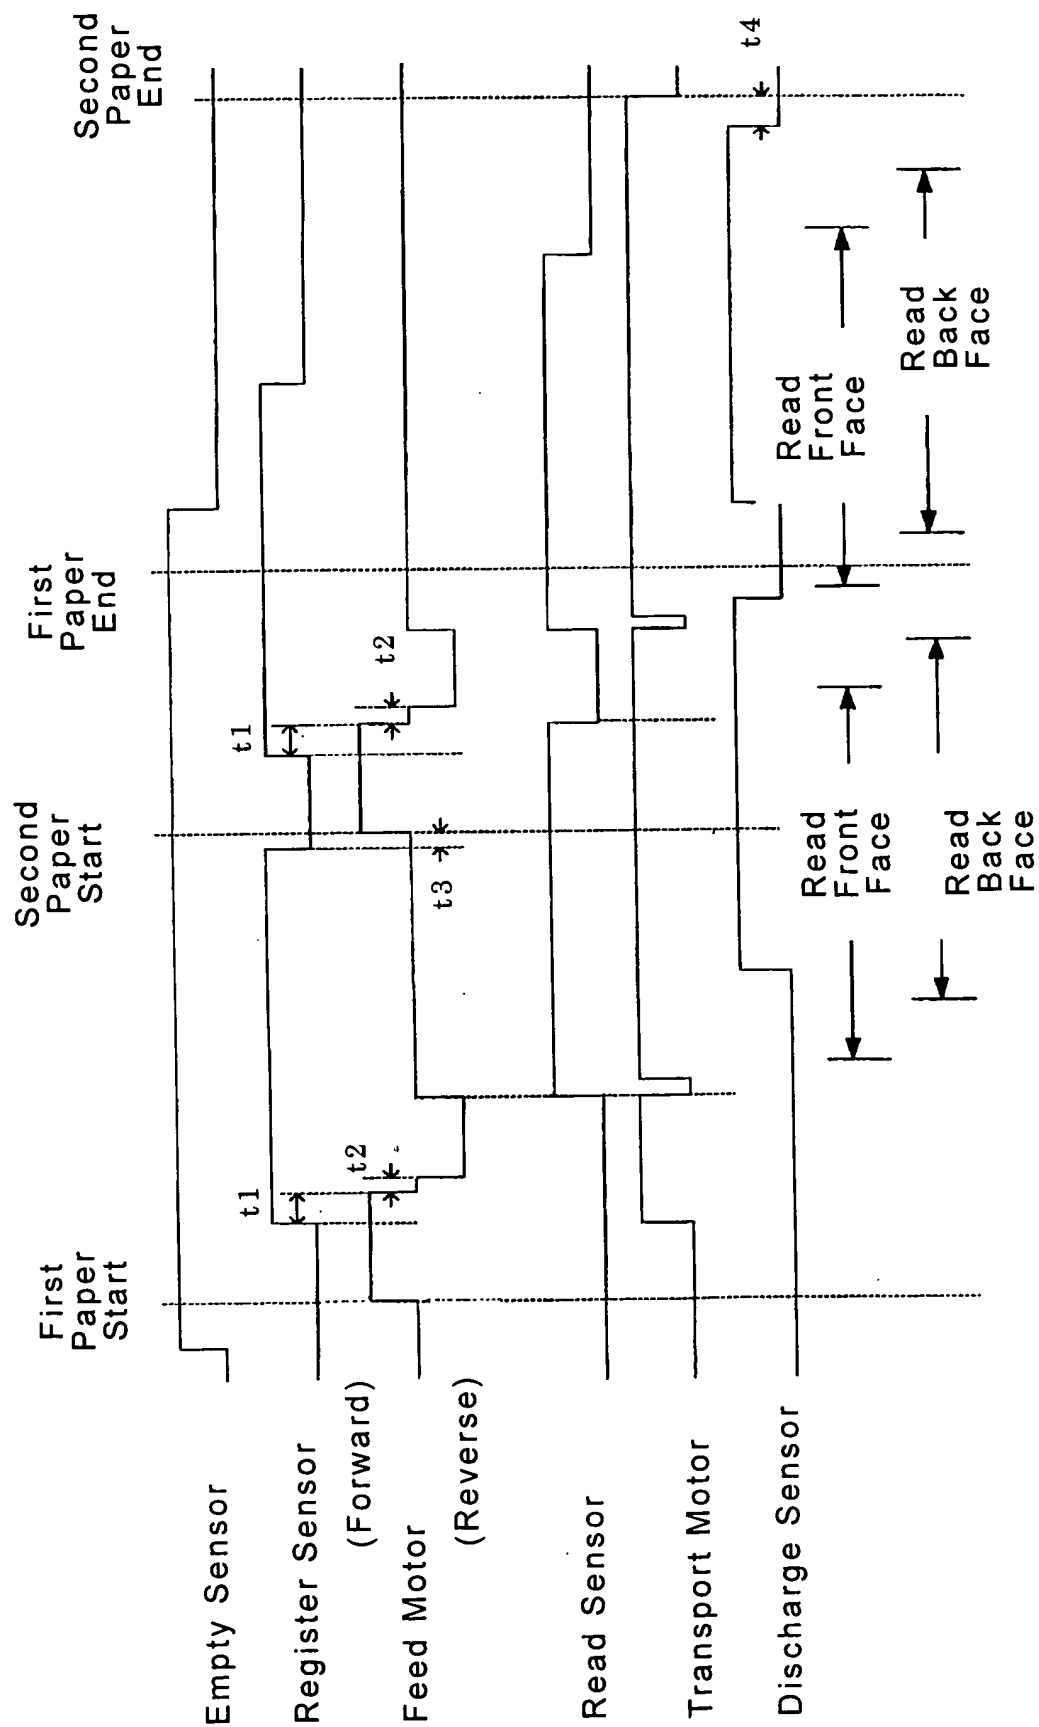 First
Paper
Start
Second
Paper
Start
First
Paper
End
Second
Paper
End
Empty Sensor
Register Sensor
(Forward)
Feed Motor
(Reverse)
Read Sensor
Transport Motor
Discharge Sensor
t1
t2
t3
t1
t2
t4
Read
Front
Face
Read
Back
Face
Read
Front
Face
Read
Back
Face